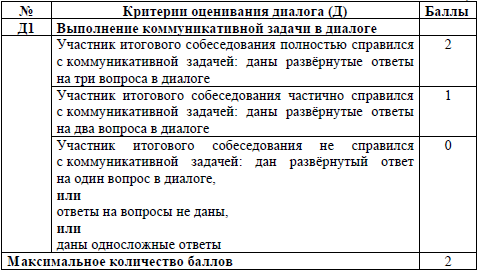 № Критерии оценивания диалога (Д) Баллы
Д1 Выполнение коммуникативной задачи в диалоге
Участник итогового собеседования полностью справился 2
с коммуникативной задачей: даны развёрнутые ответы
на три вопроса в диалоге
Участник итогового собеседования частично справился 1
с коммуникативной задачей: даны развёрнутые ответы
на два вопроса в диалоге
Участник итогового собеседования не справился 0
с коммуникативной задачей: дан развёрнутый ответ
на один вопрос в диалоге,
или
ответы на вопросы не даны,
или
даны односложные ответы
Максимальное количество баллов 2